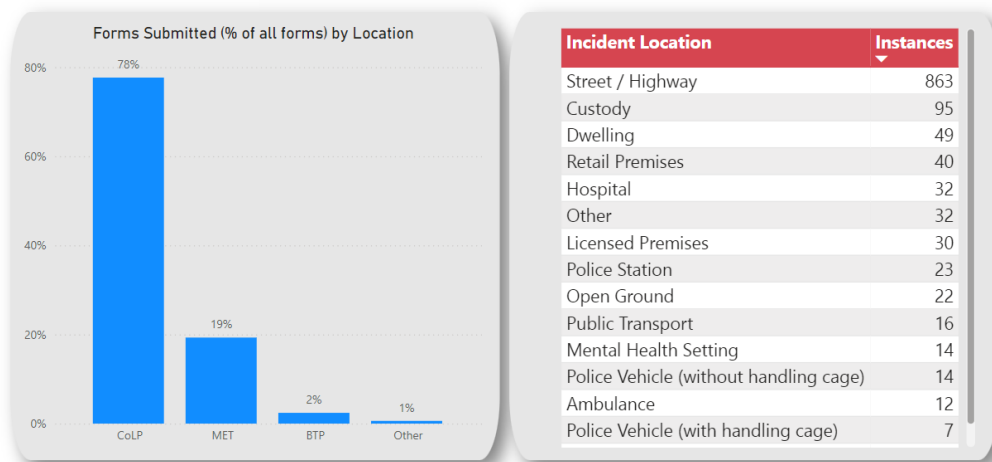 Forms Submitted (% of all forms) by Location
80%
78%
60%
40%
20%
19%
2%
1%
0%
CoLP MET BTP Other
Incident Location Instances
Street / Highway 863
Custody 95
Dwelling 49
Retail Premises 40
Hospital 32
Other 32
Licensed Premises 30
Police Station 23
Open Ground 22
Public Transport 16
Mental Health Setting 14
Police Vehicle (without handling cage) 14
Ambulance 12
Police Vehicle (with handling cage) 7